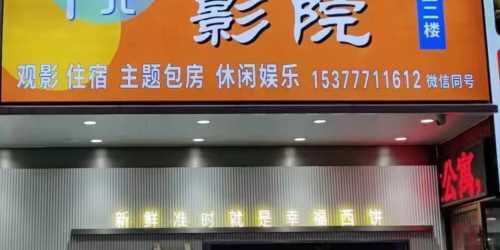 影院
二楼
观影 住宿 主题包房 休闲娱乐 15377711612 微信同号
公寓
新鲜准时就是幸福西饼